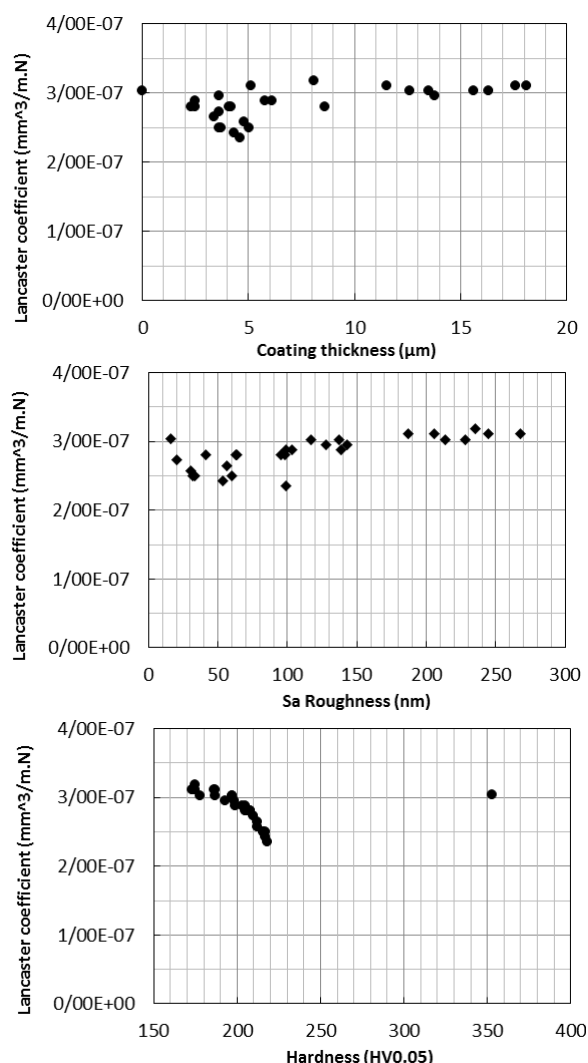 4/00E-07
3/00E-07
2/00E-07
1/00E-07
0/00E+00
Lancaster coefficient (mm^3/m.N)
0 5 10 15 20
Coating thickness (µm)
4/00E-07
3/00E-07
2/00E-07
1/00E-07
0/00E+00
Lancaster coefficient (mm^3/m.N)
0 50 100 150 200 250 300
Sa Roughness (nm)
4/00E-07
3/00E-07
2/00E-07
1/00E-07
0/00E+00
Lancaster coefficient (mm^3/m.N)
150 200 250 300 350 400
Hardness (HV0.05)